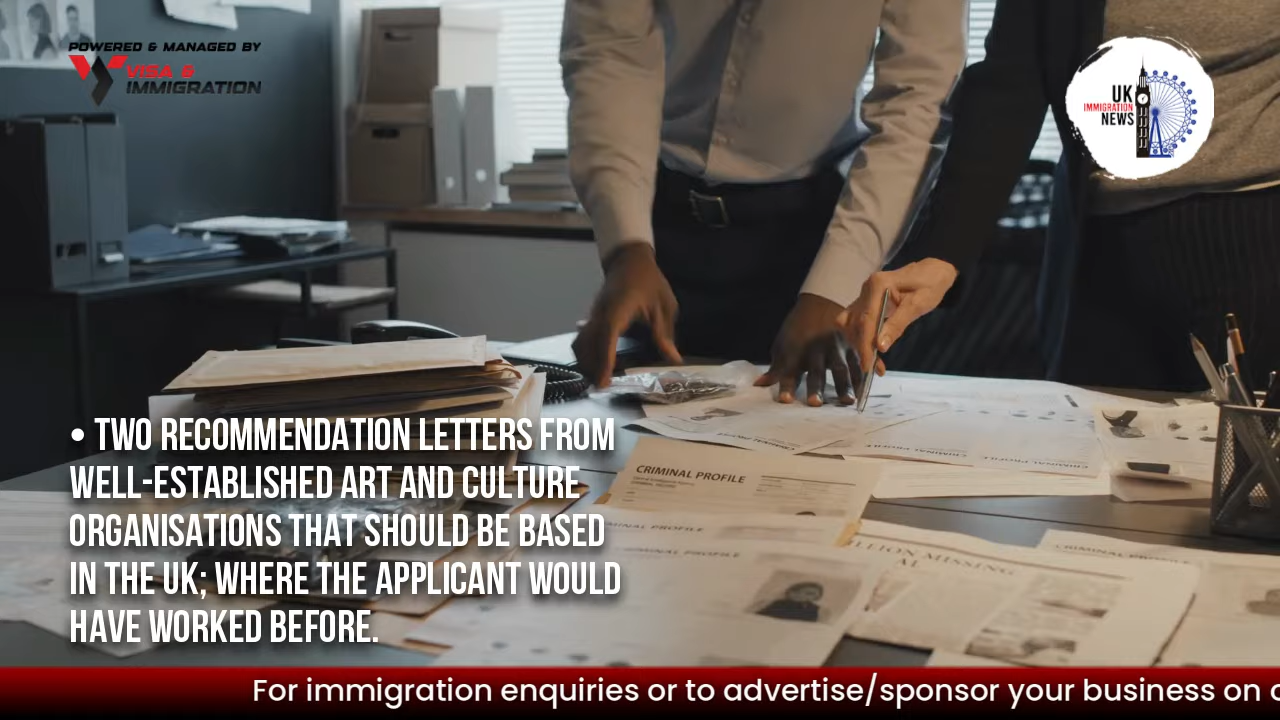 POWERED & MANAGED BY
VISA &
IMMIGRATION
UK
IMMIGRATION
NEWS
• TWO RECOMMENDATION LETTERS FROM
WELL-ESTABLISHED ART AND CULTURE
ORGANISATIONS THAT SHOULD BE BASED
IN THE UK; WHERE THE APPLICANT WOULD
HAVE WORKED BEFORE.
CRIMINAL PROFILE
CRIMINAL PROFILE
MISSING
For immigration enquiries or to advertise/sponsor your business on